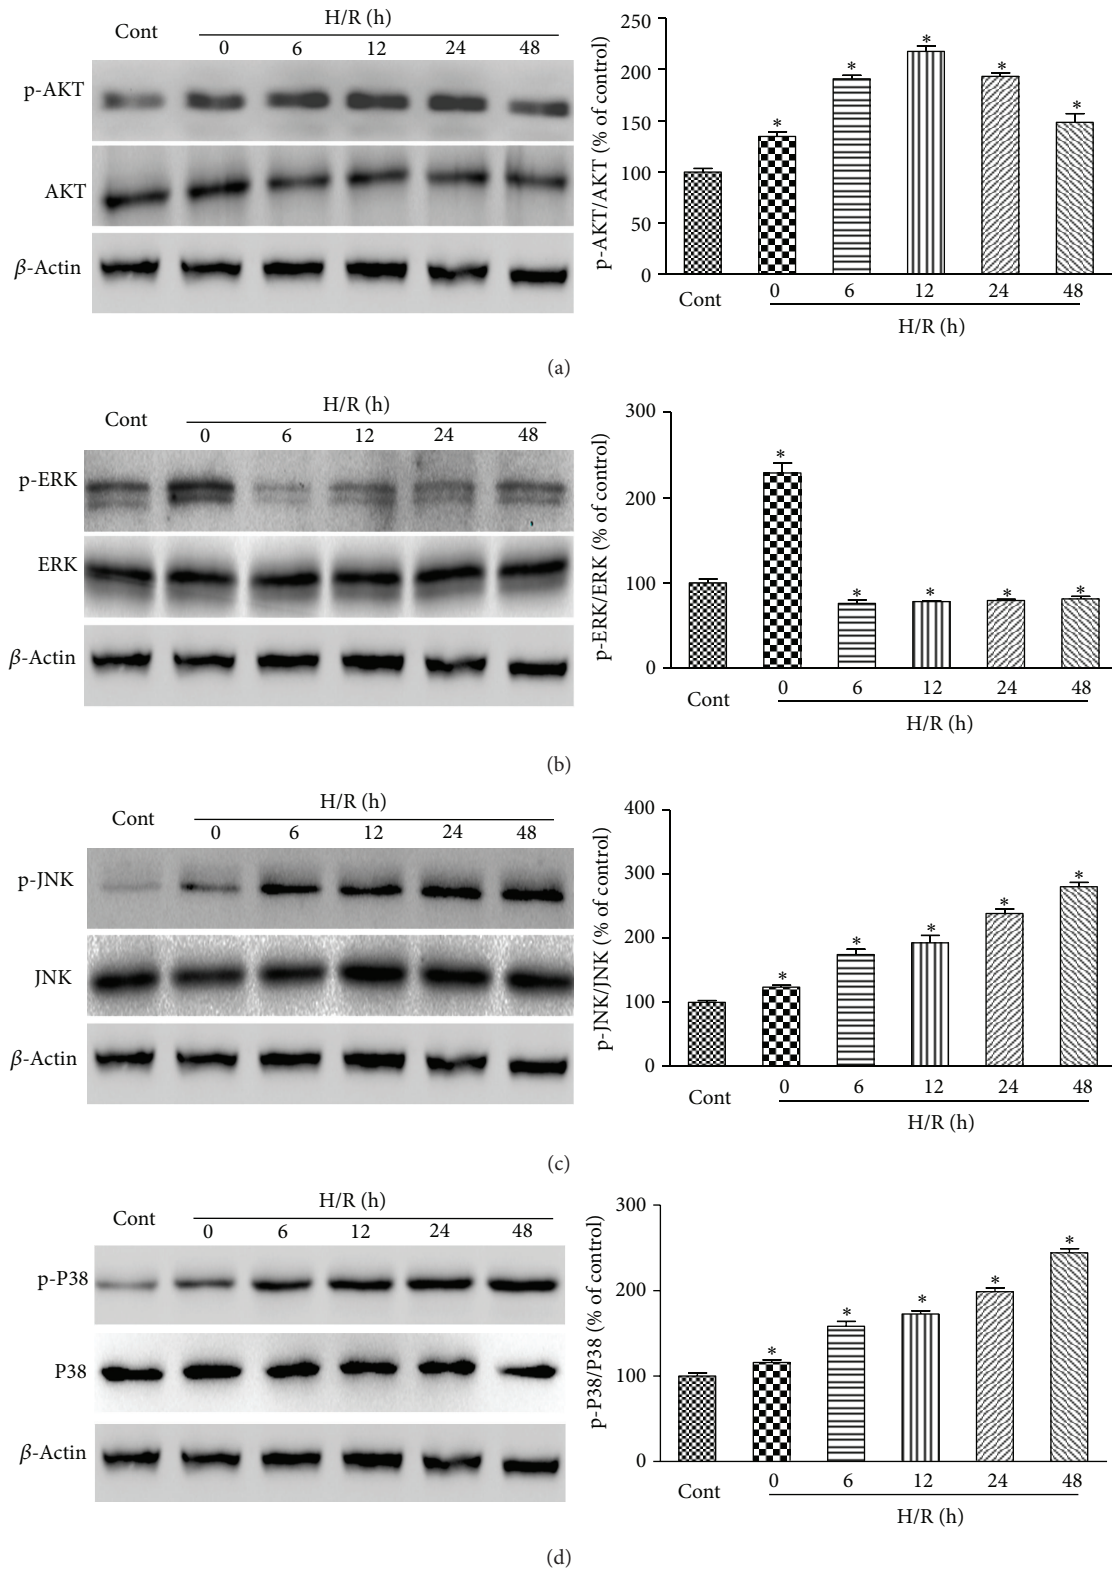 Cont
H/R (h)
0 6 12 24 48
p-AKT
AKT
β-Actin
p-AKT/AKT (% of control)
250
200
150
100
50
0
* * * * *
Cont
0 6 12 24 48
H/R (h)
(a)
Cont
H/R (h)
0 6 12 24 48
p-ERK
ERK
β-Actin
p-ERK/ERK (% of control)
300
200
100
0
* * * * *
Cont
0 6 12 24 48
H/R (h)
(b)
Cont
H/R (h)
0 6 12 24 48
p-JNK
JNK
β-Actin
p-JNK/JNK (% of control)
400
300
200
100
0
* * * * *
Cont
0 6 12 24 48
H/R (h)
(c)
Cont
H/R (h)
0 6 12 24 48
p-P38
P38
β-Actin
p-P38/P38 (% of control)
300
200
100
0
* * * * *
Cont
0 6 12 24 48
H/R (h)
(d)